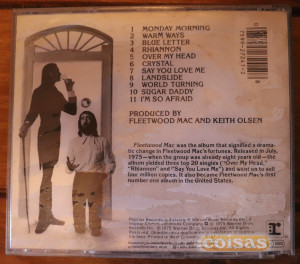 1 MONDAY MORNING
2 WARM WAYS
3 BLUE LETTER
4 RHIANNON
5 OVER MY HEAD
6 CRYSTAL
7 SAY YOU LOVE ME
8 LANDSLIDE
9 WORLD TURNING
10 SUGAR DADDY
11 I'M SO AFRAID
PRODUCED BY
FLEETWOOD MAC AND KEITH OLSEN
Fleetwood Mac was the album that signified a dra-
matic change in Fleetwood Mac's fortunes. Released in July,
1975—when the group was already eight years old—the
album yielded three top 20 singles ("Over My Head,"
"Rhiannon" and "Say You Love Me") and went on to sell
five million copies. It also became Fleetwood Mac's first
number one album in the United States.
coisas